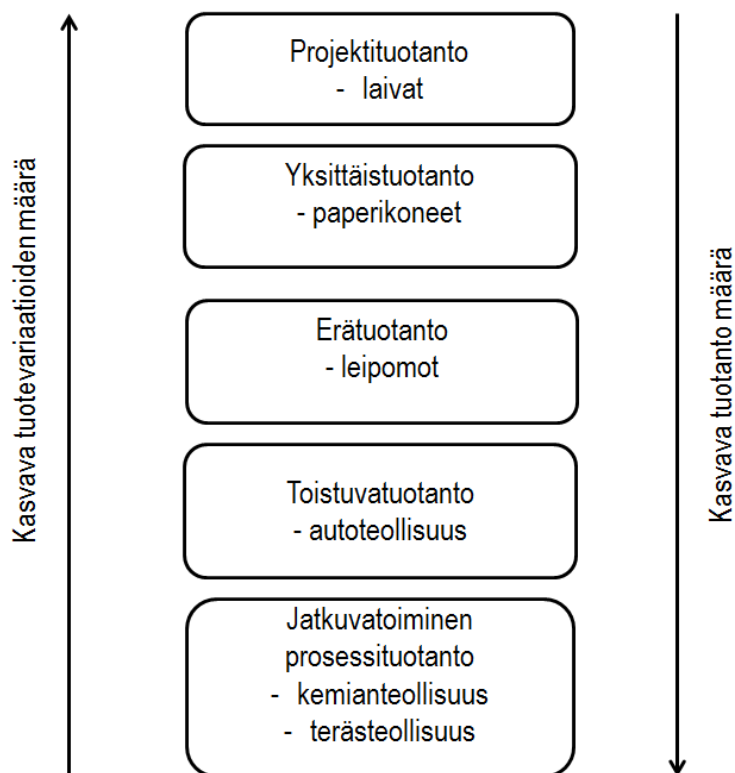 Kasvava tuotevariaatioiden määrä
Projektituotanto
- laivat
Yksittäistuotanto
- paperikoneet
Erätuotanto
- leipomot
Toistuvatuotanto
- autoteollisuus
Jatkuvatoiminen
prosessituotanto
- kemianteollisuus
- terästeollisuus
Kasvava tuotanto määrä